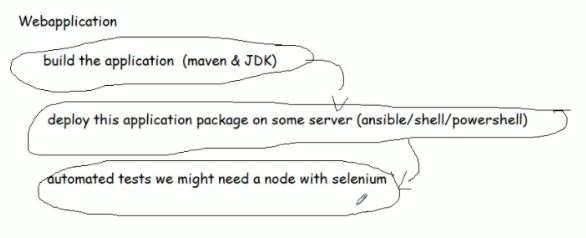 Webapplication
build the application (maven & JDK)
deploy this application package on some server (ansible/shell/powershell)
automated tests we might need a node with selenium